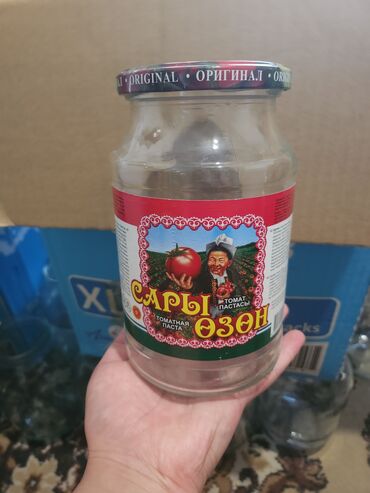 ORIGINAL • ОРИГИНАЛ •
САРЫ
ӨЗӨН
ТОМАТНАЯ
ПАСТА
ТОМАТ
ПАСТАСЫ